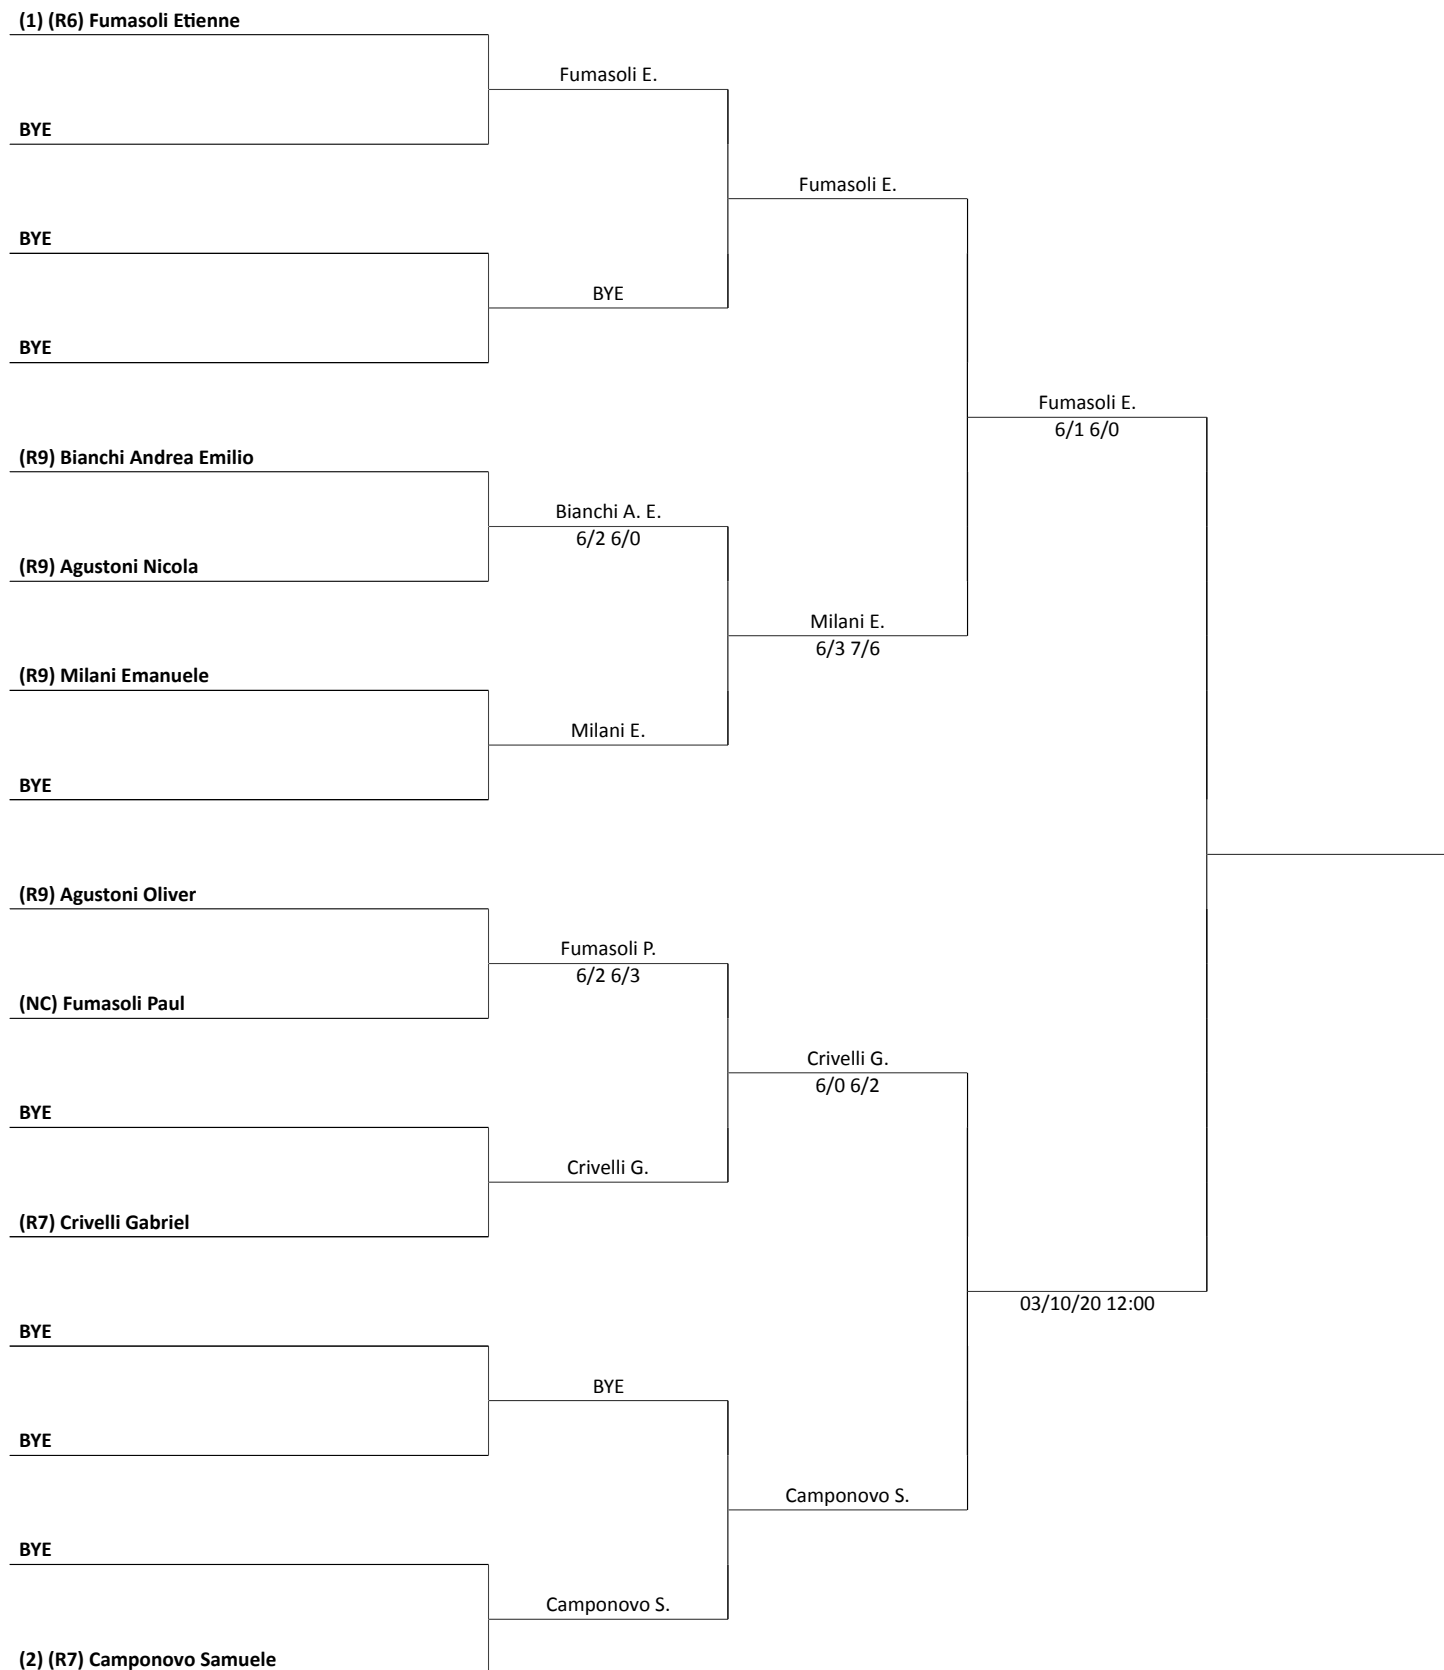 (1) (R6) Fumasoli Etienne
Fumasoli E.
BYE
Fumasoli E.
BYE
BYE
BYE
Fumasoli E.
6/1 6/0
(R9) Bianchi Andrea Emilio
Bianchi A. E.
6/2 6/0
(R9) Agustoni Nicola
Milani E.
6/3 7/6
(R9) Milani Emanuele
Milani E.
BYE
(R9) Agustoni Oliver
Fumasoli P.
6/2 6/3
(NC) Fumasoli Paul
Crivelli G.
6/0 6/2
BYE
Crivelli G.
(R7) Crivelli Gabriel
03/10/20 12:00
BYE
BYE
BYE
Camponovo S.
BYE
Camponovo S.
(2) (R7) Camponovo Samuele